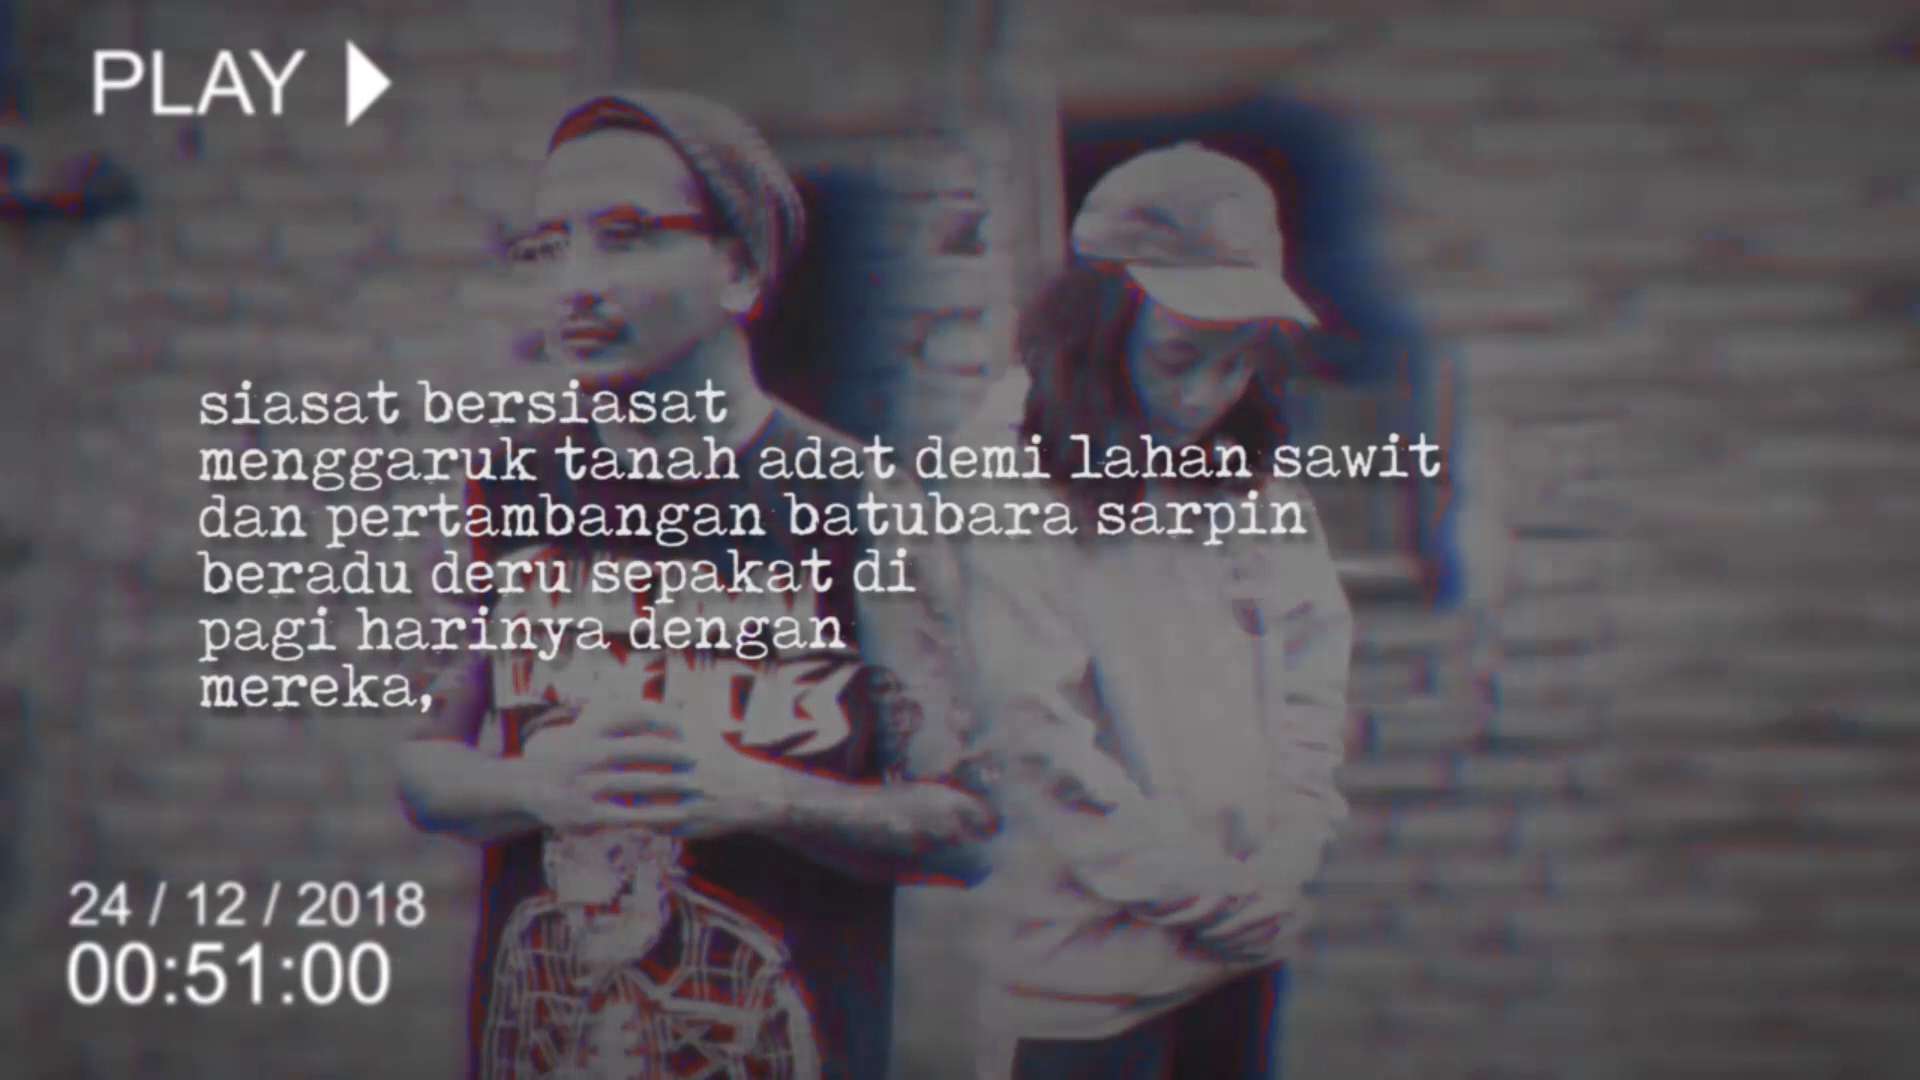 PLAY
siasat bersiasat
menggaruk tanah adat demi lahan sawit
dan pertambangan batubara sarpin
beradu deru sepakat di
pagi harinya dengan
mereka,
24 / 12 / 2018
00:51:00